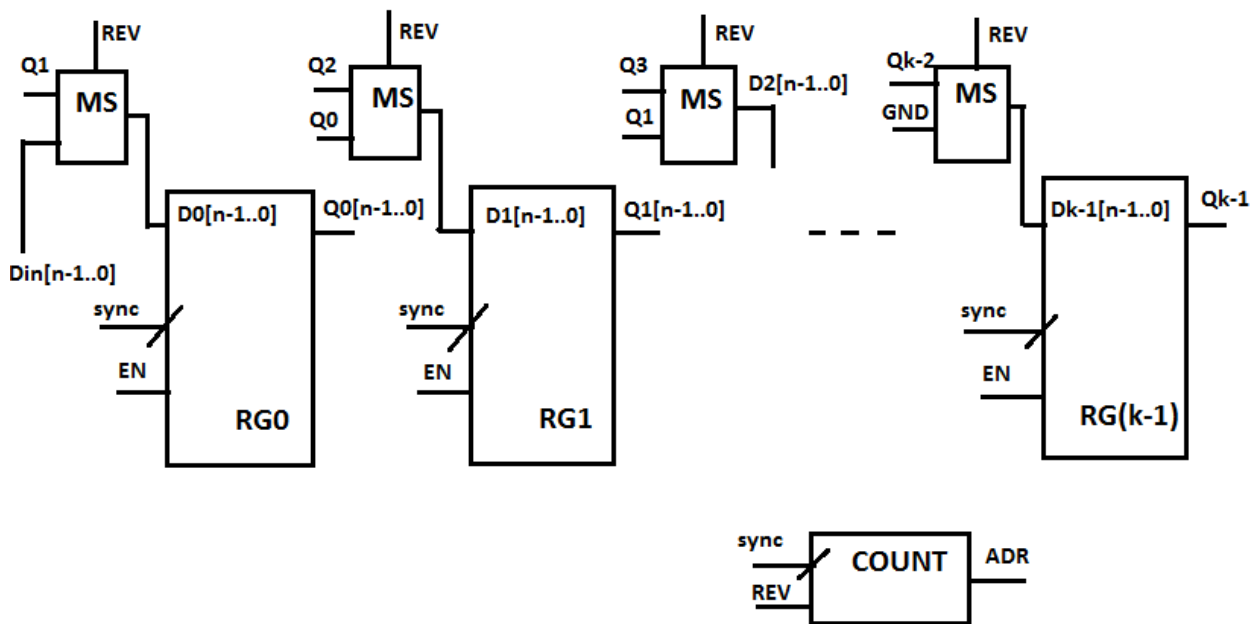 REV
Q1
MS
Din[n-1..0]
D0[n-1..0]
Q0[n-1..0]
sync
EN
RG0
REV
Q2
MS
Q0
D1[n-1..0]
Q1[n-1..0]
sync
EN
RG1
REV
Q3
MS
Q1
D2[n-1..0]
REV
Qk-2
MS
GND
Dk-1[n-1..0]
Qk-1
sync
EN
RG(k-1)
sync
COUNT
ADR
REV